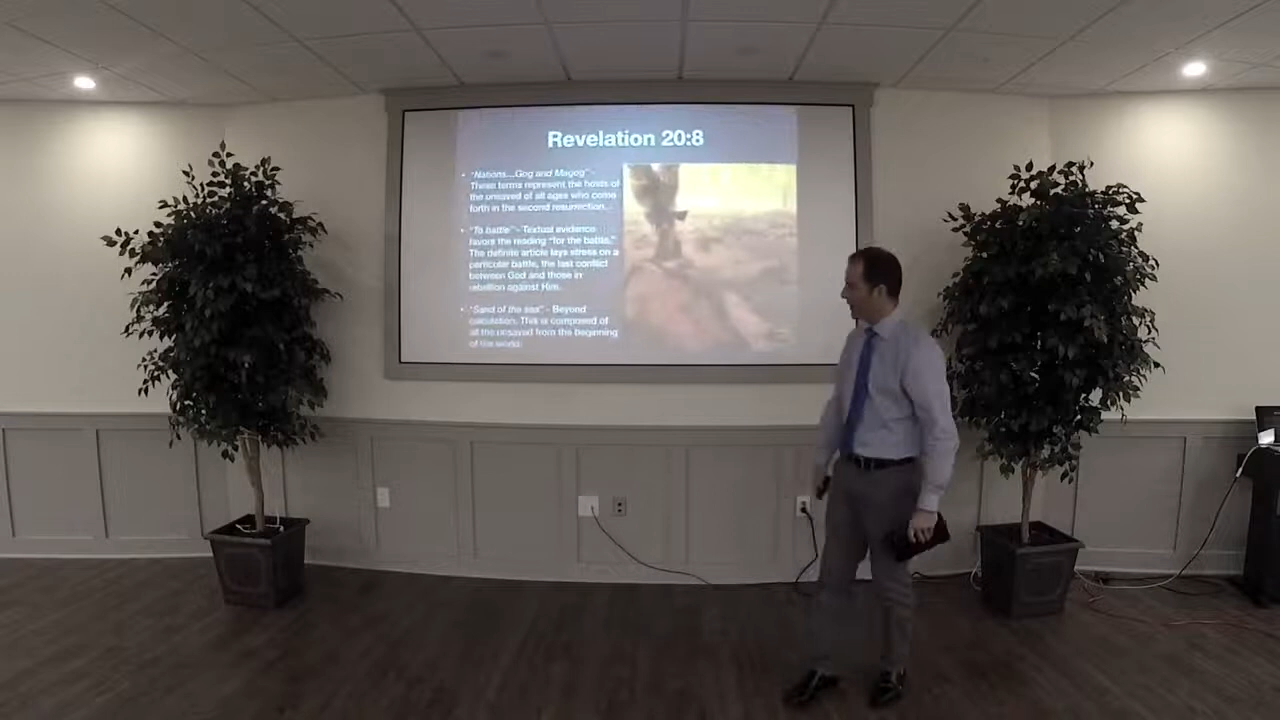 Revelation 20:8
• "Nations...Gog and Magog" -
These terms represent the hosts of
the unsaved of all ages who come
forth in the second resurrection.
• "To battle" - Textual evidence
favors the reading "for the battle."
The definite article lays stress on a
particular battle, the last conflict
between God and those in
rebellion against Him.
• "Sand of the sea" - Beyond
calculation. This is composed of
all the unsaved from the beginning
of the world.